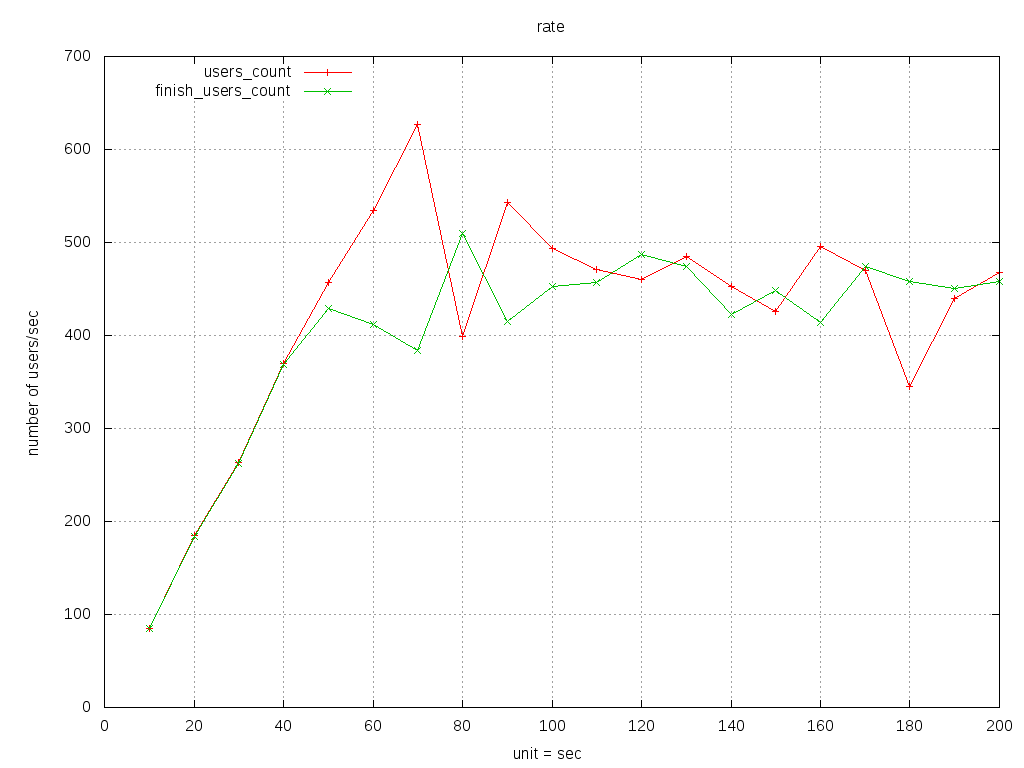 rate
700
600
500
400
300
200
100
0
users_count
finish_users_count
number of users/sec
0 20 40 60 80 100 120 140 160 180 200
unit = sec